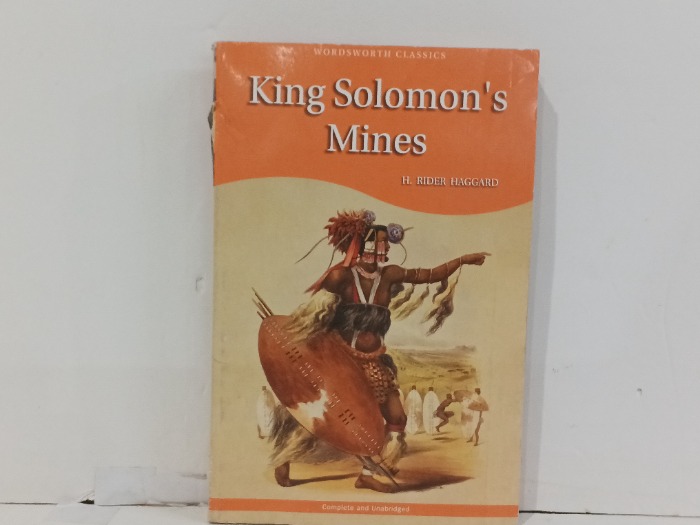 WORDSWORTH CLASSICS
King Solomon's
Mines
H. RIDER HAGGARD
Complete and Unabridged